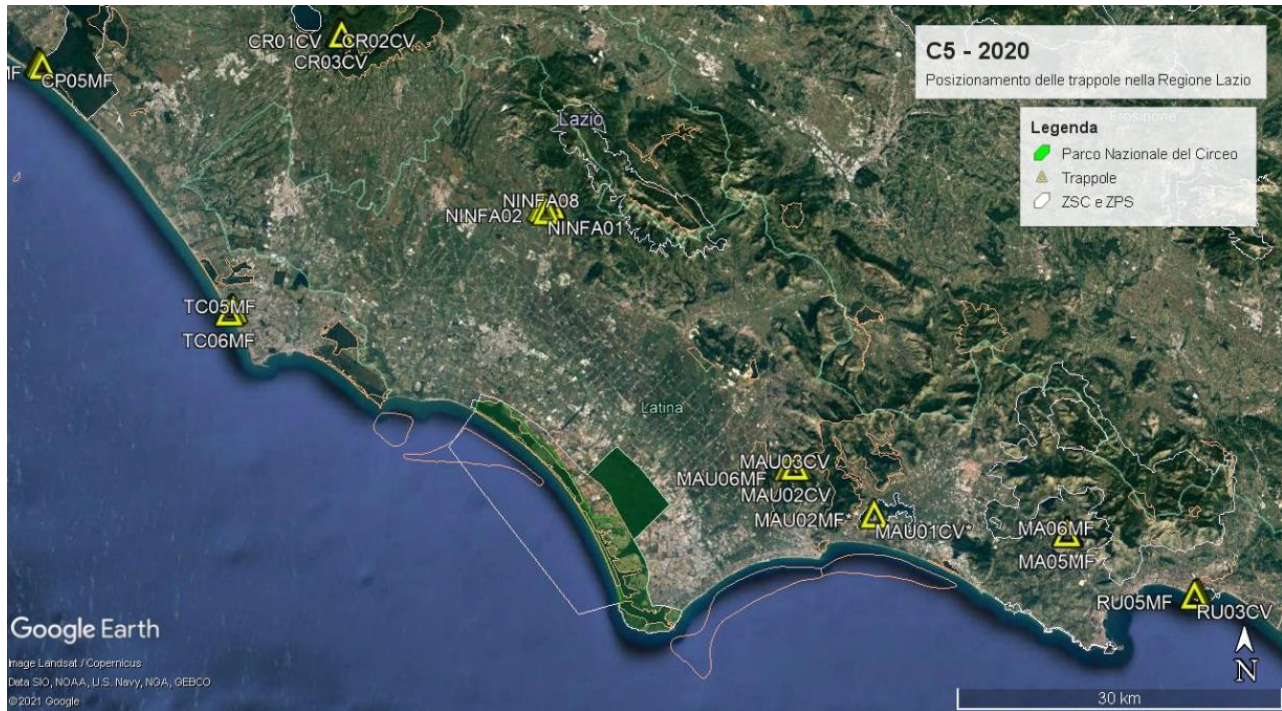 C5 - 2020
Posizionamento delle trappole nella Regione Lazio
Frosinone
Legenda
Parco Nazionale del Circeo
Trappole
ZSC e ZPS
CR01CV
CR02CV
CR03CV
MF
CP05MF
Lazio
NINFA08
NINFA02
NINFA01
TC05MF
TC06MF
Latina
MAU03CV
MAU06MF
MAU02CV
MAU02MF*
MAU01CV*
MA06MF
MA05MF
RU05MF
RU03CV
Google Earth
Image Landsat / Copernicus
Data SIO, NOAA, U.S. Navy, NGA, GEBCO
©2021 Google
N
30 km